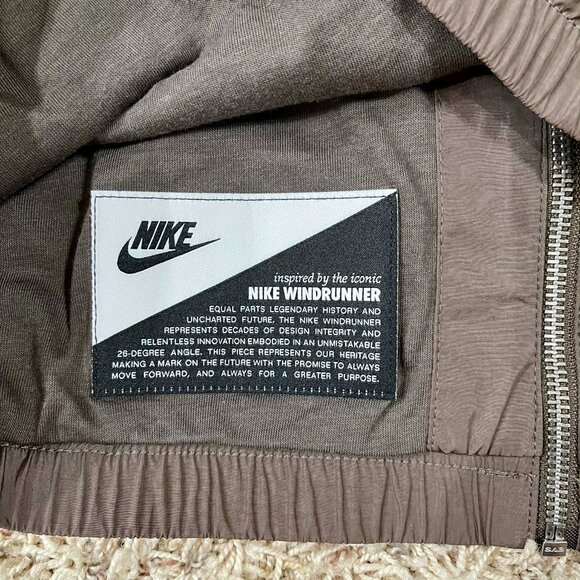 NIKE
inspired by the iconic
NIKE WINDRUNNER
EQUAL PARTS LEGENDARY HISTORY AND
UNCHARTED FUTURE. THE NIKE WINDRUNNER
REPRESENTS DECADES OF DESIGN INTEGRITY AND
RELENTLESS INNOVATION EMBODIED IN AN UNMISTAKABLE
26-DEGREE ANGLE. THIS PIECE REPRESENTS OUR HERITAGE
MAKING A MARK ON THE FUTURE WITH THE PROMISE TO ALWAYS
MOVE FORWARD, AND ALWAYS FOR A GREATER PURPOSE.